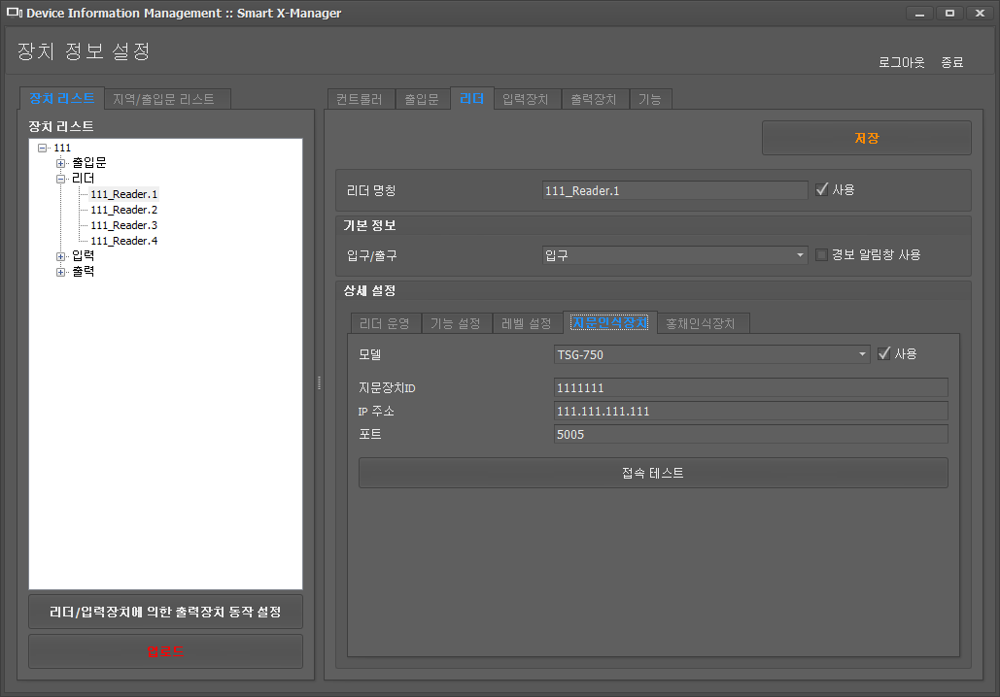 Device Information Management :: Smart X-Manager
장치 정보 설정
로그아웃 종료
장치 리스트 지역/출입문 리스트
장치 리스트
111
출입문
리더
111_Reader.1
111_Reader.2
111_Reader.3
111_Reader.4
입력
출력
리더/입력장치에 의한 출력장치 동작 설정
업로드
컨트롤러 출입문 리더 입력장치 출력장치 기능
저장
리더 명칭 111_Reader.1 사용
기본 정보
입구/출구 입구 경보 알림창 사용
상세 설정
리더 운영 기능 설정 레벨 설정 지문인식장치 홍채인식장치
모델 TSG-750 사용
지문장치ID 1111111
IP 주소 111.111.111.111
포트 5005
접속 테스트